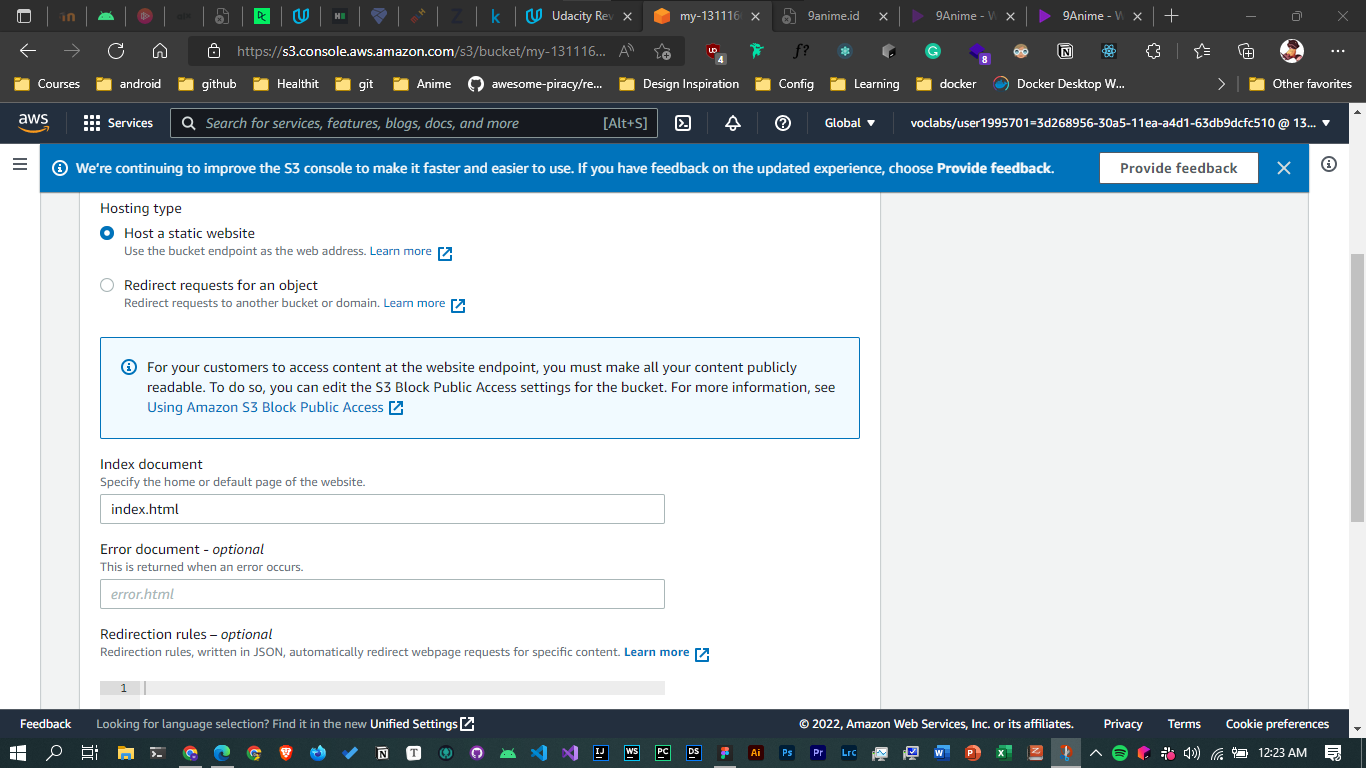 Udacity Rev
my-131116
9anime.id
9Anime - W
9Anime - W
https://s3.console.aws.amazon.com/s3/bucket/my-131116...
4
f?
8
Courses
android
github
Healthit
git
Anime
awesome-piracy/re...
Design Inspiration
Config
Learning
docker
Docker Desktop W...
Other favorites
aws
Services
Search for services, features, blogs, docs, and more
[Alt+S]
Global
voclabs/user1995701=3d268956-30a5-11ea-a4d1-63db9dcfc510 @ 13...
We're continuing to improve the S3 console to make it faster and easier to use. If you have feedback on the updated experience, choose Provide feedback.
Provide feedback
Hosting type
Host a static website
Use the bucket endpoint as the web address. Learn more
Redirect requests for an object
Redirect requests to another bucket or domain. Learn more
For your customers to access content at the website endpoint, you must make all your content publicly
readable. To do so, you can edit the S3 Block Public Access settings for the bucket. For more information, see
Using Amazon S3 Block Public Access
Index document
Specify the home or default page of the website.
index.html
Error document - optional
This is returned when an error occurs.
error.html
Redirection rules – optional
Redirection rules, written in JSON, automatically redirect webpage requests for specific content. Learn more
1
Feedback
Looking for language selection? Find it in the new Unified Settings
© 2022, Amazon Web Services, Inc. or its affiliates.
Privacy
Terms
Cookie preferences
12:23 AM